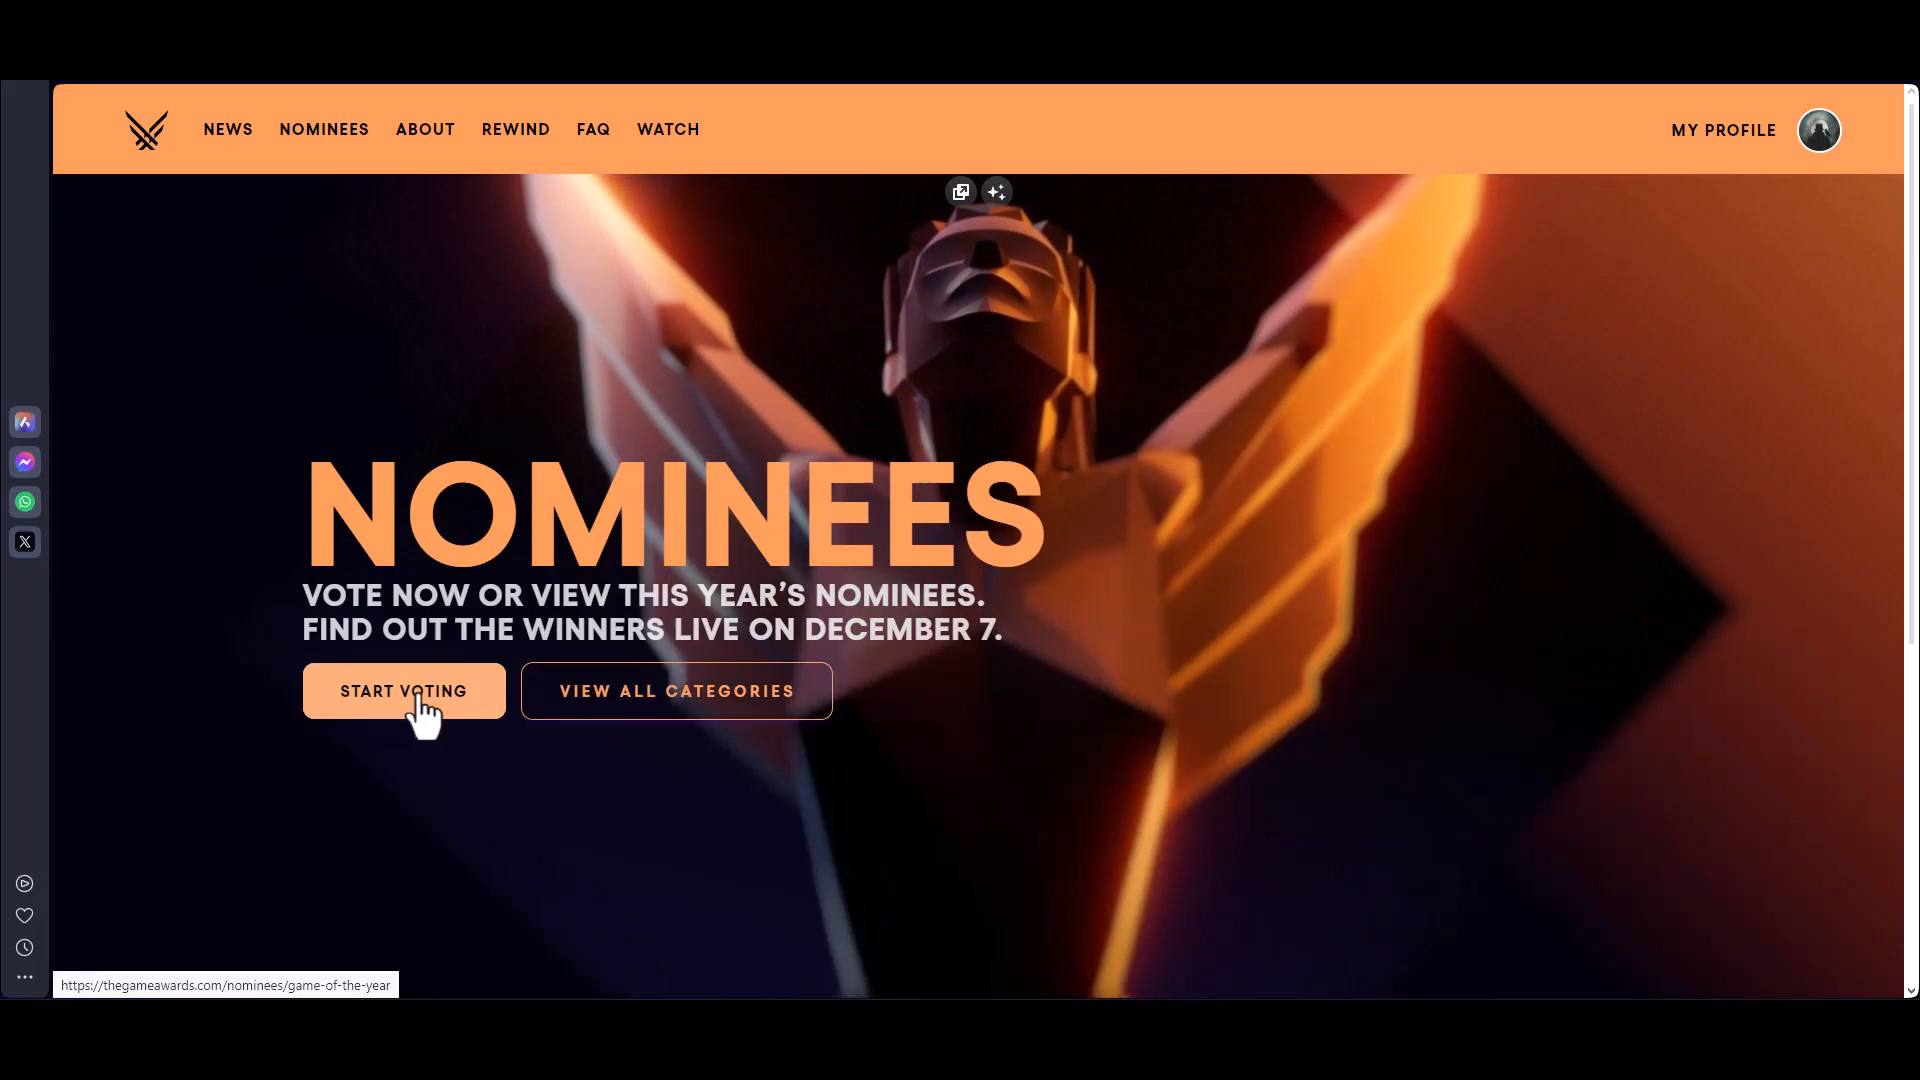 NEWS NOMINEES ABOUT REWIND FAQ WATCH MY PROFILE
NOMINEES
VOTE NOW OR VIEW THIS YEAR’S NOMINEES.
FIND OUT THE WINNERS LIVE ON DECEMBER 7.
START VOTING VIEW ALL CATEGORIES
https://thegameawards.com/nominees/game-of-the-year